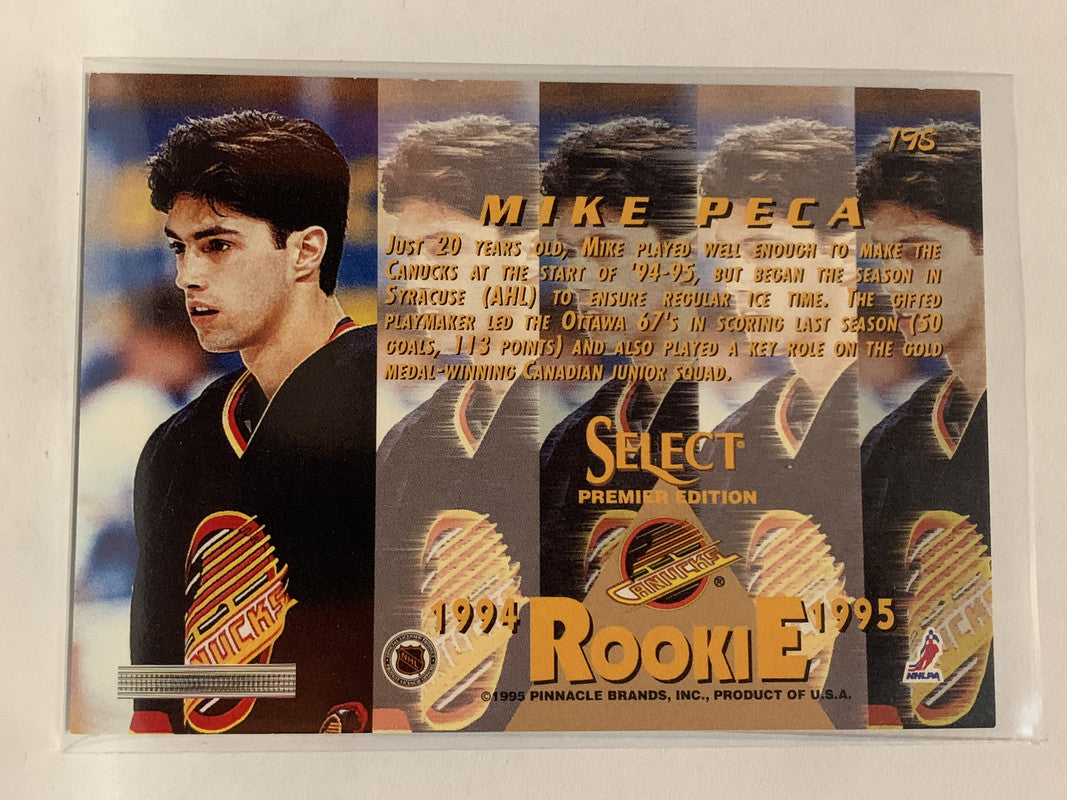 198
MIKE PECA
JUST 20 YEARS OLD, MIKE PLAYED WELL ENOUGH TO MAKE THE
CANUCKS AT THE START OF '94-95, BUT BEGAN THE SEASON IN
SYRACUSE (AHL) TO ENSURE REGULAR ICE TIME. THE GIFTED
PLAYMAKER LED THE OTTAWA 67'S IN SCORING LAST SEASON (50
GOALS, 113 POINTS) AND ALSO PLAYED A KEY ROLE ON THE GOLD
MEDAL-WINNING CANADIAN JUNIOR SQUAD.
SELECT
PREMIER EDITION
CANUCKS ®
1994 ROOKIE 1995
NHL
NHLPA
©1995 PINNACLE BRANDS, INC., PRODUCT OF U.S.A.